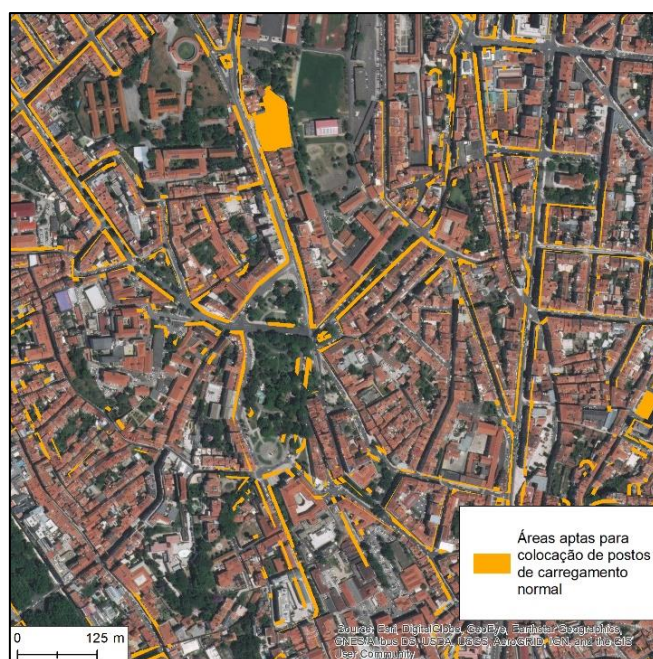 Áreas aptas para
colocação de postos
de carregamento
normal
0 125 m
Source: Esri, DigitalGlobe, GeoEye, Earthstar Geographics,
CNES/Airbus DS, USDA, USGS, AeroGRID, IGN, and the GIS
User Community